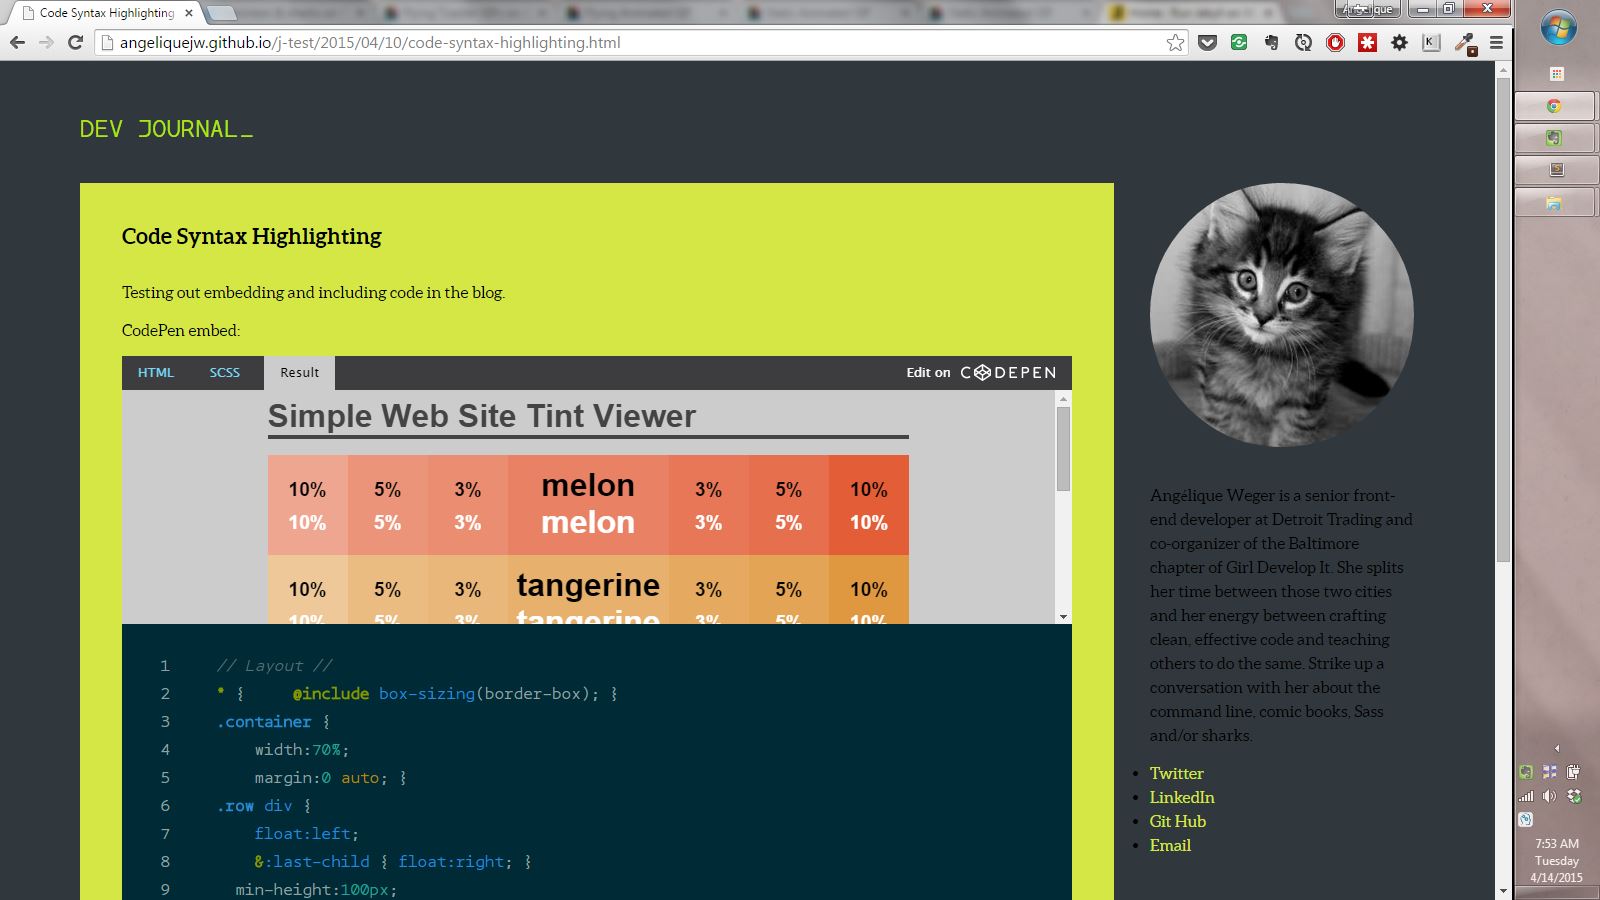 Code Syntax Highlighting
Angelique
angeliquejw.github.io/j-test/2015/04/10/code-syntax-highlighting.html
DEV JOURNAL_
Code Syntax Highlighting
Testing out embedding and including code in the blog.
CodePen embed:
HTML SCSS Result Edit on CODEPEN
Simple Web Site Tint Viewer
10% 5% 3% melon 3% 5% 10%
10% 5% 3% melon 3% 5% 10%
10% 5% 3% tangerine 3% 5% 10%
10% 5% 3% tangerine 3% 5% 10%
1 // Layout //
2 * { @include box-sizing(border-box); }
3 .container {
4 width:70%;
5 margin:0 auto; }
6 .row div {
7 float:left;
8 &:last-child { float:right; }
9 min-height:100px;
Angélique Weger is a senior front-
end developer at Detroit Trading and
co-organizer of the Baltimore
chapter of Girl Develop It. She splits
her time between those two cities
and her energy between crafting
clean, effective code and teaching
others to do the same. Strike up a
conversation with her about the
command line, comic books, Sass
and/or sharks.
Twitter
LinkedIn
Git Hub
Email
7:53 AM
Tuesday
4/14/2015